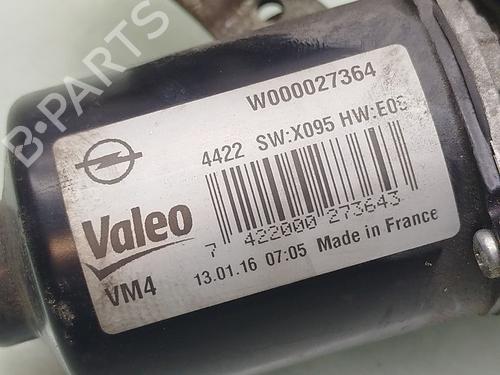 W000027364
4422 SW:X095 HW:E08
Valeo
7 422000 273643
VM4
13.01.16 07:05 Made in France
B-PARTS